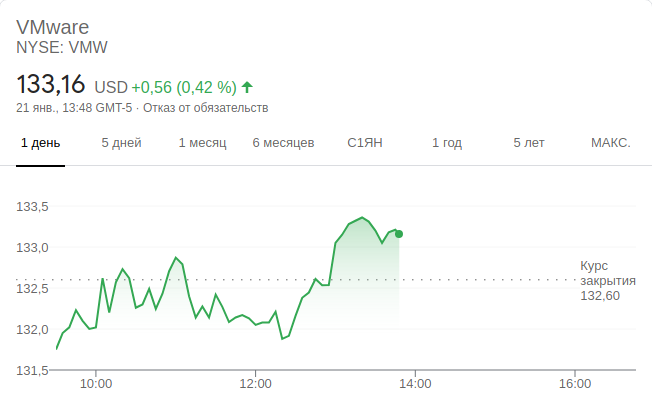 VMware
NYSE: VMW
133,16 USD +0,56 (0,42 %)
21 янв., 13:48 GMT-5 · Отказ от обязательств
1 день 5 дней 1 месяц 6 месяцев С1ЯН 1 год 5 лет МАКС.
133,5
133,0
132,5
132,0
131,5
Курс
закрытия
132,60
10:00 12:00 14:00 16:00